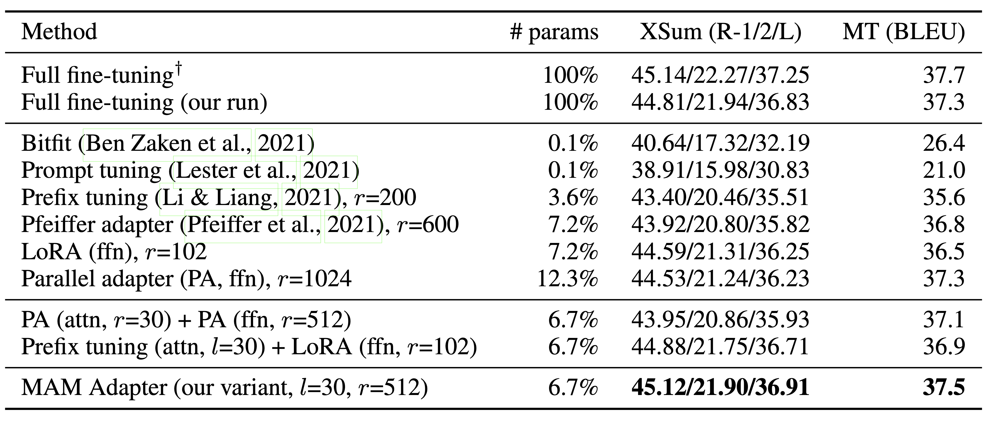 Method # params XSum (R-1/2/L) MT (BLEU)
Full fine-tuning† 100% 45.14/22.27/37.25 37.7
Full fine-tuning (our run) 100% 44.81/21.94/36.83 37.3
Bitfit (Ben Zaken et al., 2021) 0.1% 40.64/17.32/32.19 26.4
Prompt tuning (Lester et al., 2021) 0.1% 38.91/15.98/30.83 21.0
Prefix tuning (Li & Liang, 2021), r=200 3.6% 43.40/20.46/35.51 35.6
Pfeiffer adapter (Pfeiffer et al., 2021), r=600 7.2% 43.92/20.80/35.82 36.8
LoRA (ffn), r=102 7.2% 44.59/21.31/36.25 36.5
Parallel adapter (PA, ffn), r=1024 12.3% 44.53/21.24/36.23 37.3
PA (attn, r=30) + PA (ffn, r=512) 6.7% 43.95/20.86/35.93 37.1
Prefix tuning (attn, l=30) + LoRA (ffn, r=102) 6.7% 44.88/21.75/36.71 36.9
MAM Adapter (our variant, l=30, r=512) 6.7% 45.12/21.90/36.91 37.5